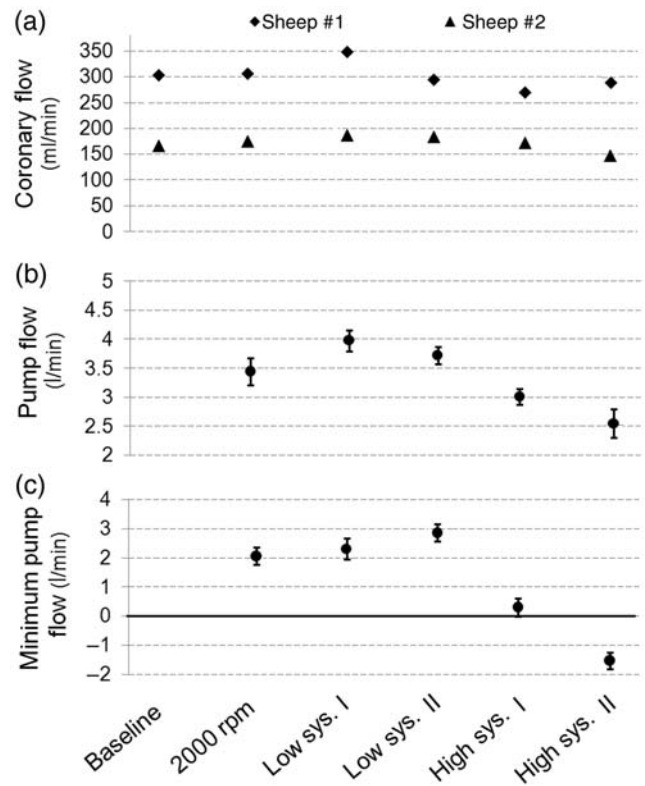 (a) ◆ Sheep #1 ▲ Sheep #2
Coronary flow
(ml/min)
350
300
250
200
150
100
50
0
(b)
Pump flow
(l/min)
5
4.5
4
3.5
3
2.5
2
(c)
Minimum pump
flow (l/min)
4
3
2
1
0
–1
–2
Baseline
2000 rpm
Low sys. I
Low sys. II
High sys. I
High sys. II